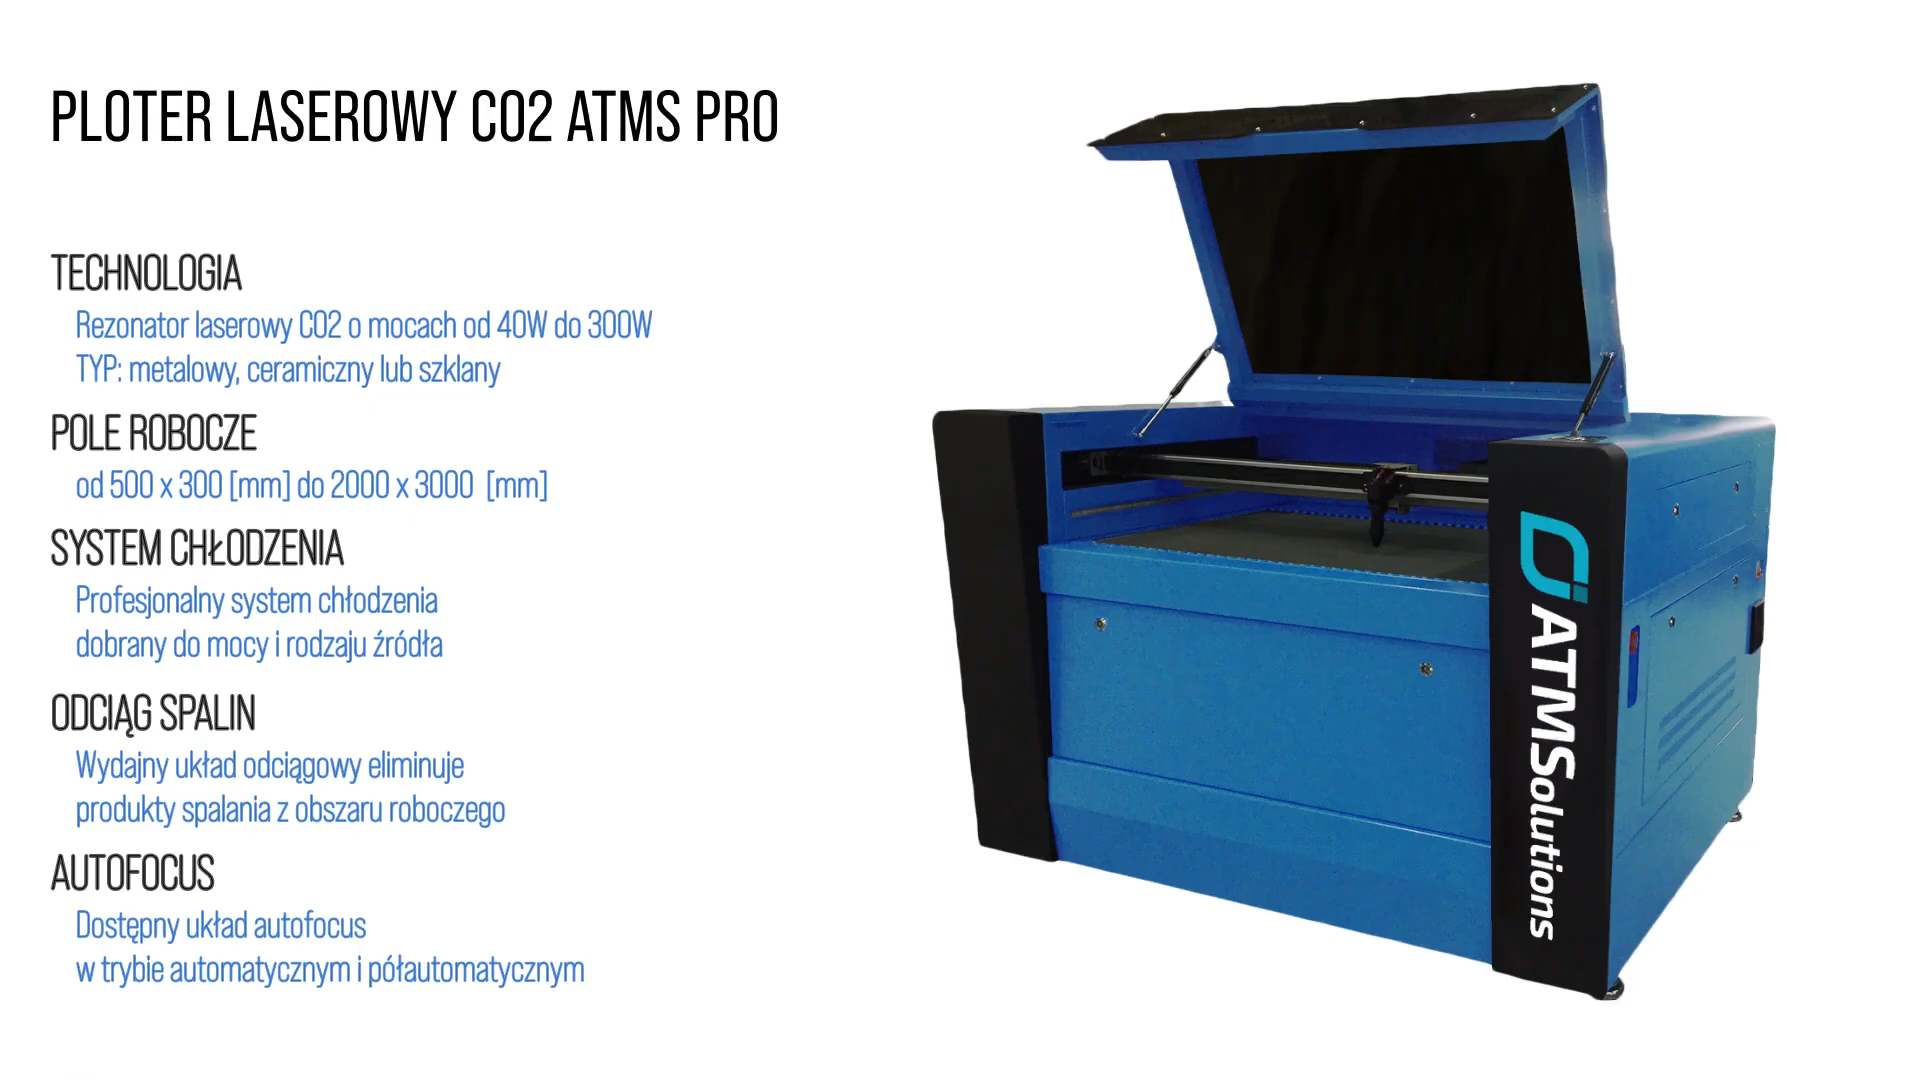 PLOTER LASEROWY CO2 ATMS PRO
TECHNOLOGIA
Rezonator laserowy CO2 o mocach od 40W do 300W
TYP: metalowy, ceramiczny lub szklany
POLE ROBOCZE
od 500 x 300 [mm] do 2000 x 3000 [mm]
SYSTEM CHŁODZENIA
Profesjonalny system chłodzenia
dobrany do mocy i rodzaju źródła
ODCIĄG SPALIN
Wydajny układ odciągowy eliminuje
produkty spalania z obszaru roboczego
AUTOFOCUS
Dostępny układ autofocus
w trybie automatycznym i półautomatycznym
ATMSolutions